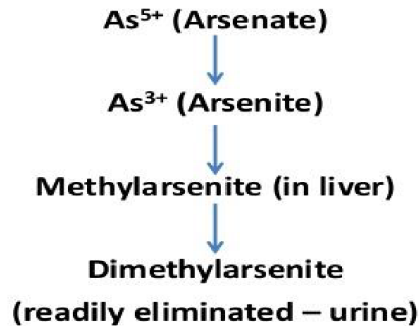 As⁵⁺ (Arsenate)
As³⁺ (Arsenite)
Methylarsenite (in liver)
Dimethylarsenite
(readily eliminated – urine)